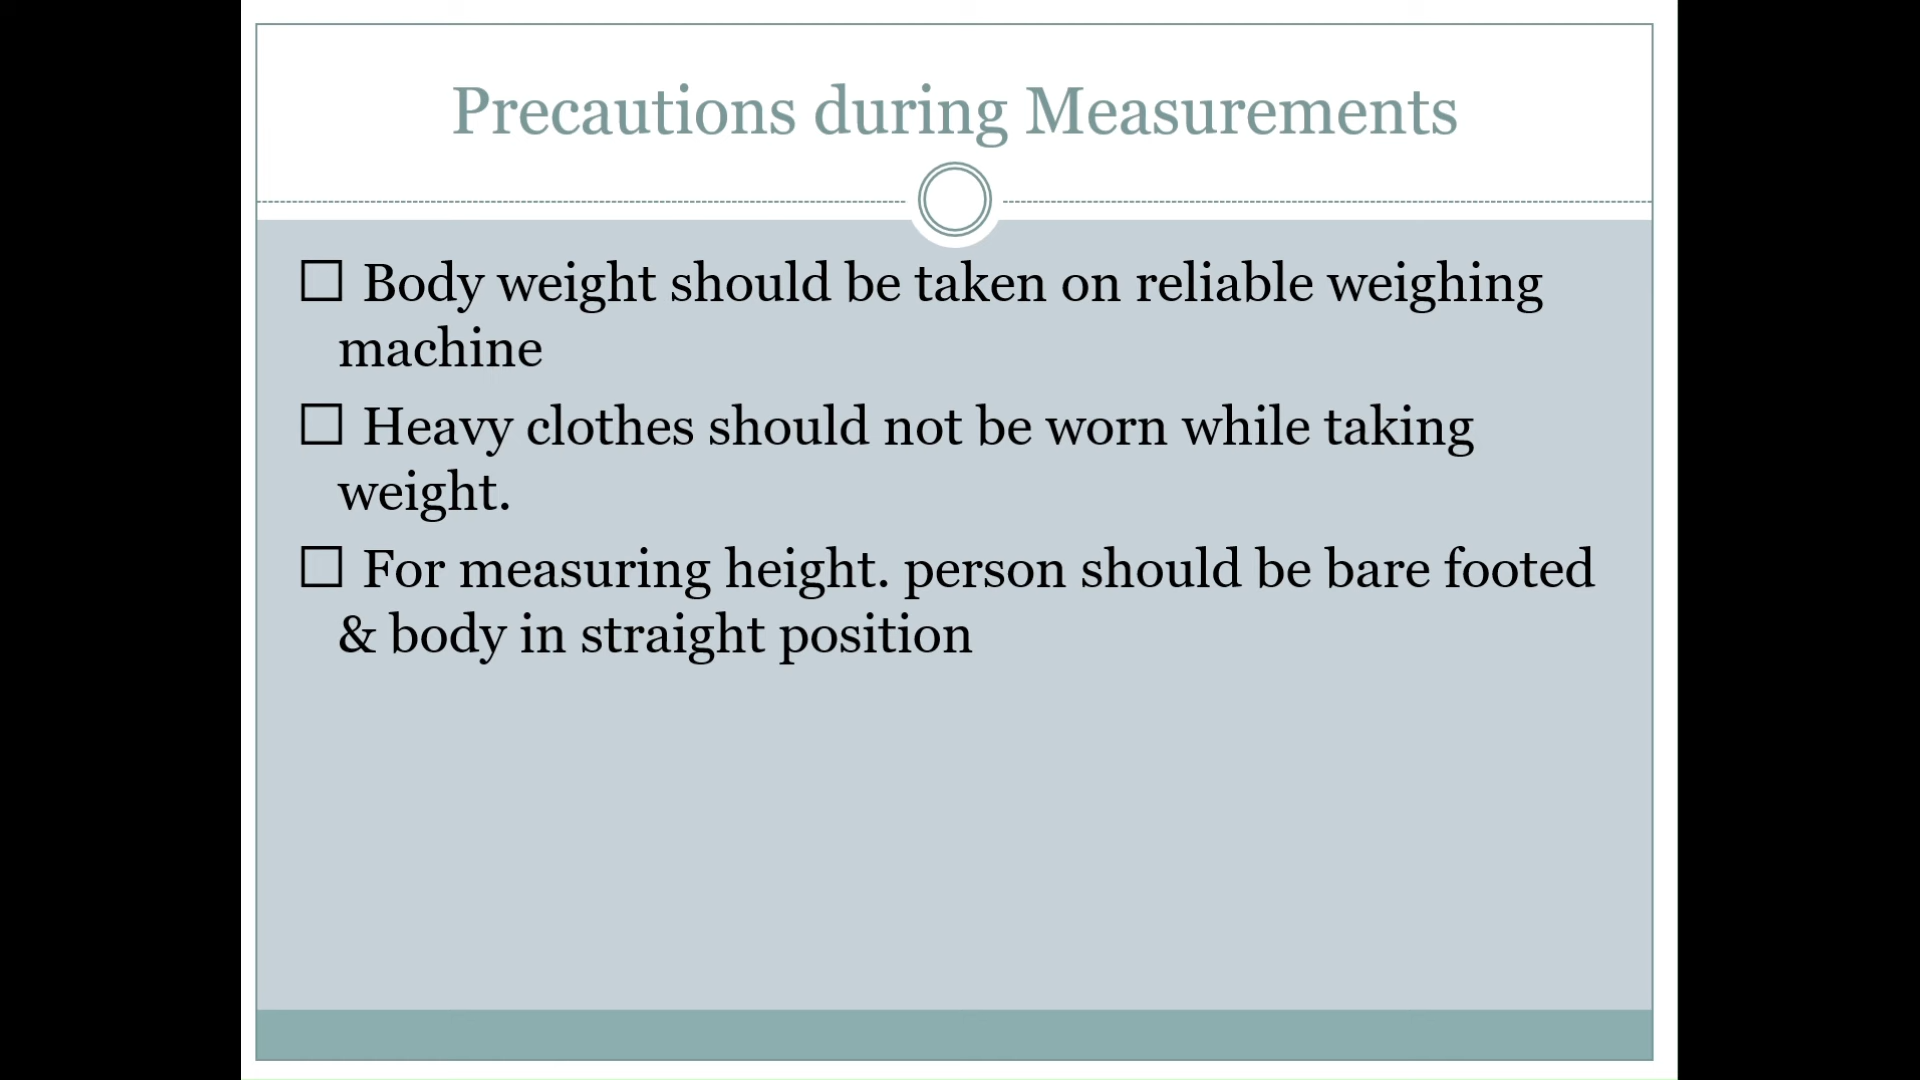 Precautions during Measurements
☐ Body weight should be taken on reliable weighing
machine
☐ Heavy clothes should not be worn while taking
weight.
☐ For measuring height. person should be bare footed
& body in straight position